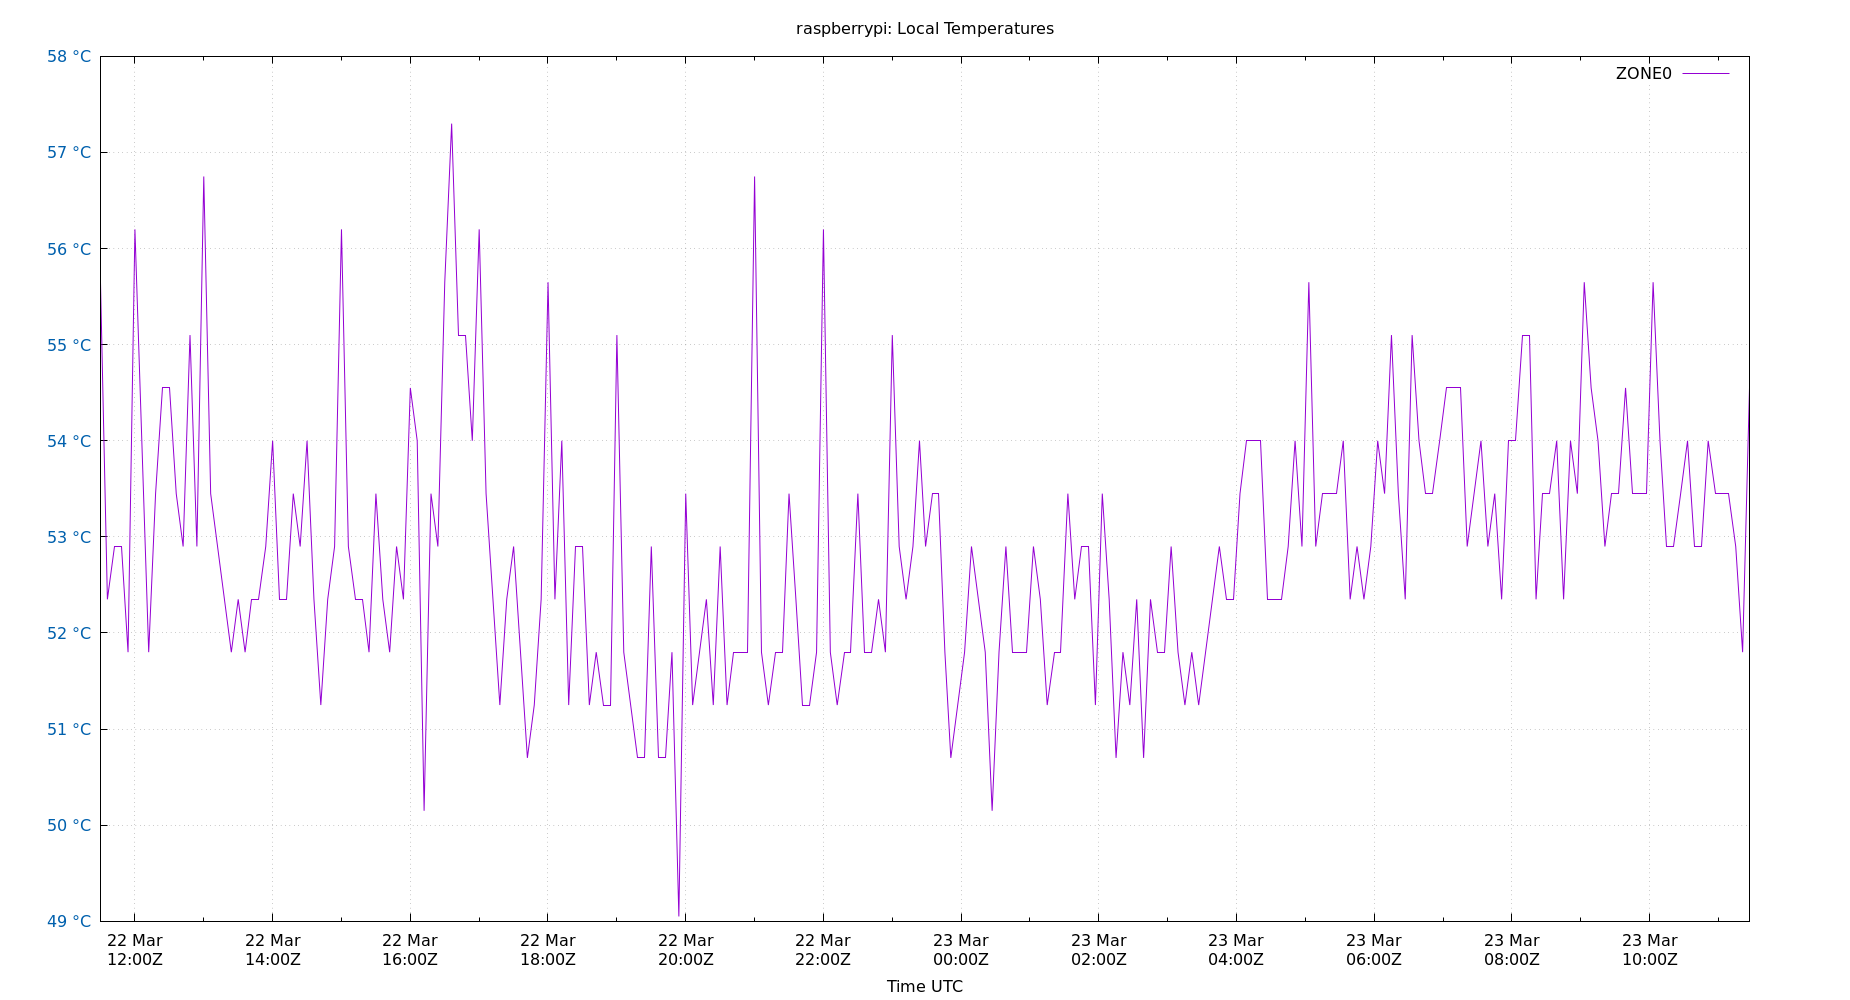 raspberrypi: Local Temperatures
ZONE0
58 °C
57 °C
56 °C
55 °C
54 °C
53 °C
52 °C
51 °C
50 °C
49 °C
22 Mar 22 Mar 22 Mar 22 Mar 22 Mar 22 Mar 23 Mar 23 Mar 23 Mar 23 Mar 23 Mar 23 Mar
12:00Z 14:00Z 16:00Z 18:00Z 20:00Z 22:00Z 00:00Z 02:00Z 04:00Z 06:00Z 08:00Z 10:00Z
Time UTC